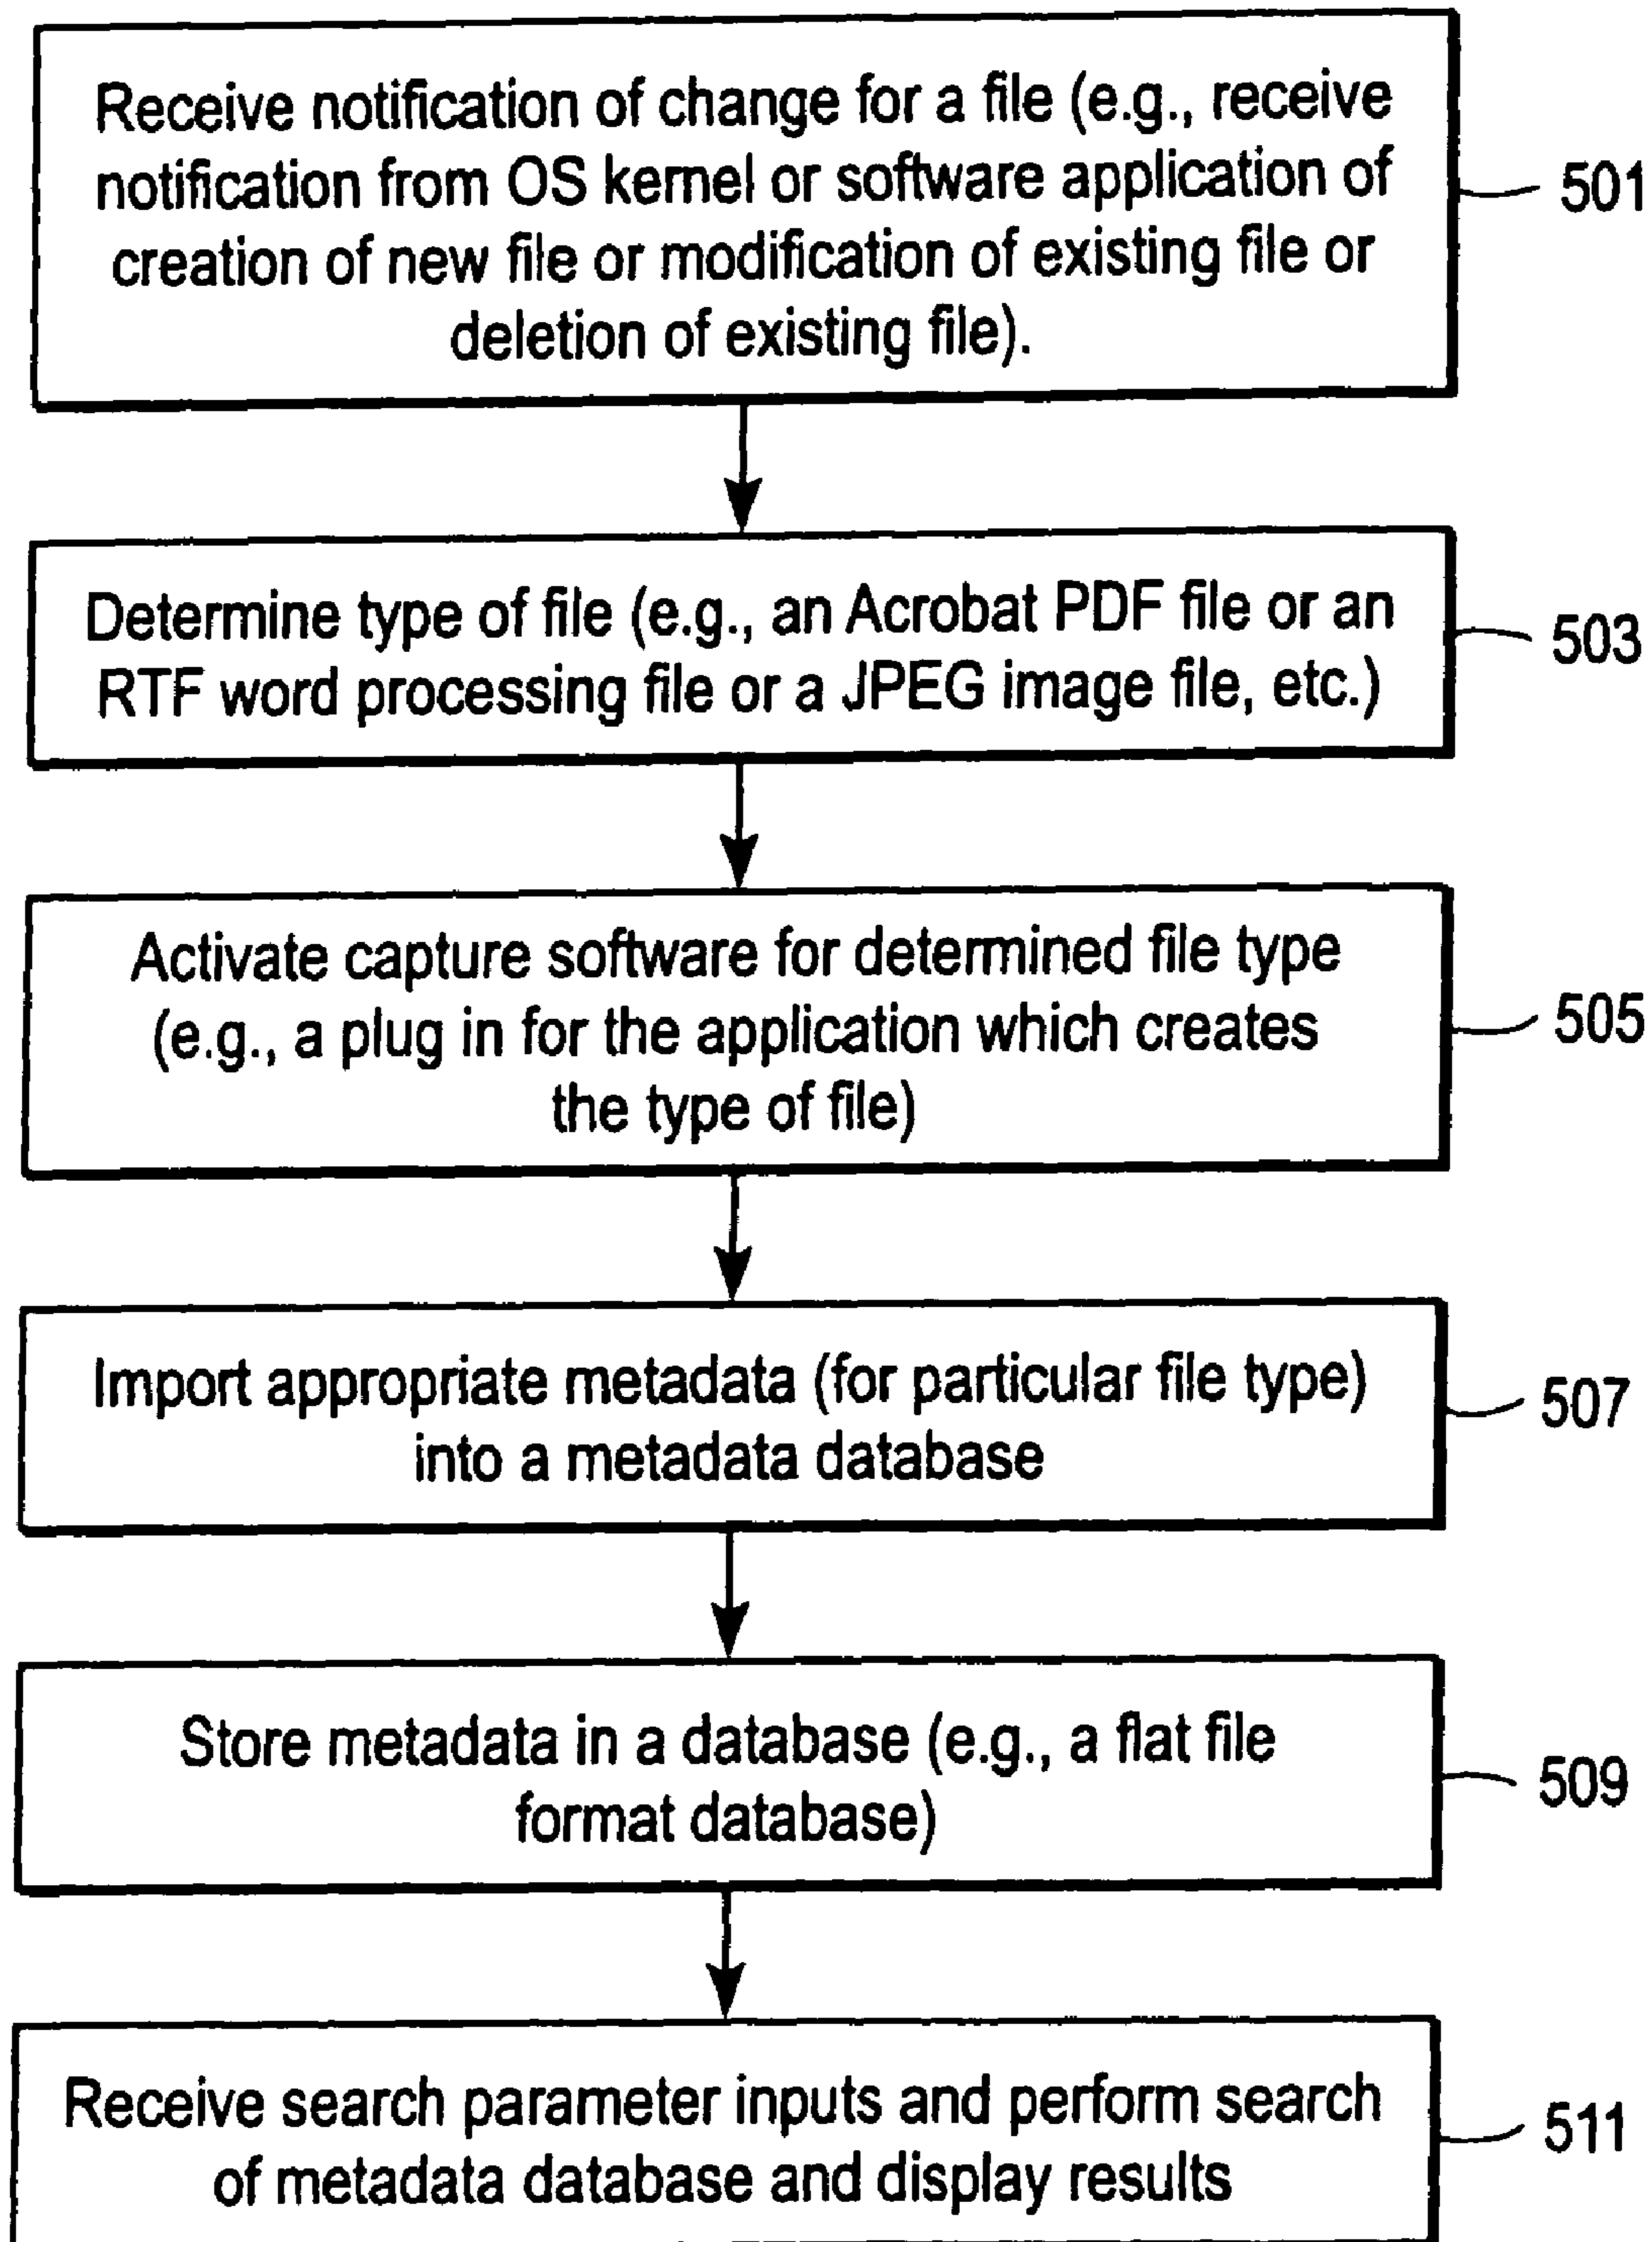 Receive notification of change for a file (e.g., receive
notification from OS kernel or software application of
creation of new file or modification of existing file or
deletion of existing file).
501
Determine type of file (e.g., an Acrobat PDF file or an
RTF word processing file or a JPEG image file, etc.)
503
Activate capture software for determined file type
(e.g., a plug in for the application which creates
the type of file)
505
Import appropriate metadata (for particular file type)
into a metadata database
507
Store metadata in a database (e.g., a flat file
format database)
509
Receive search parameter inputs and perform search
of metadata database and display results
511